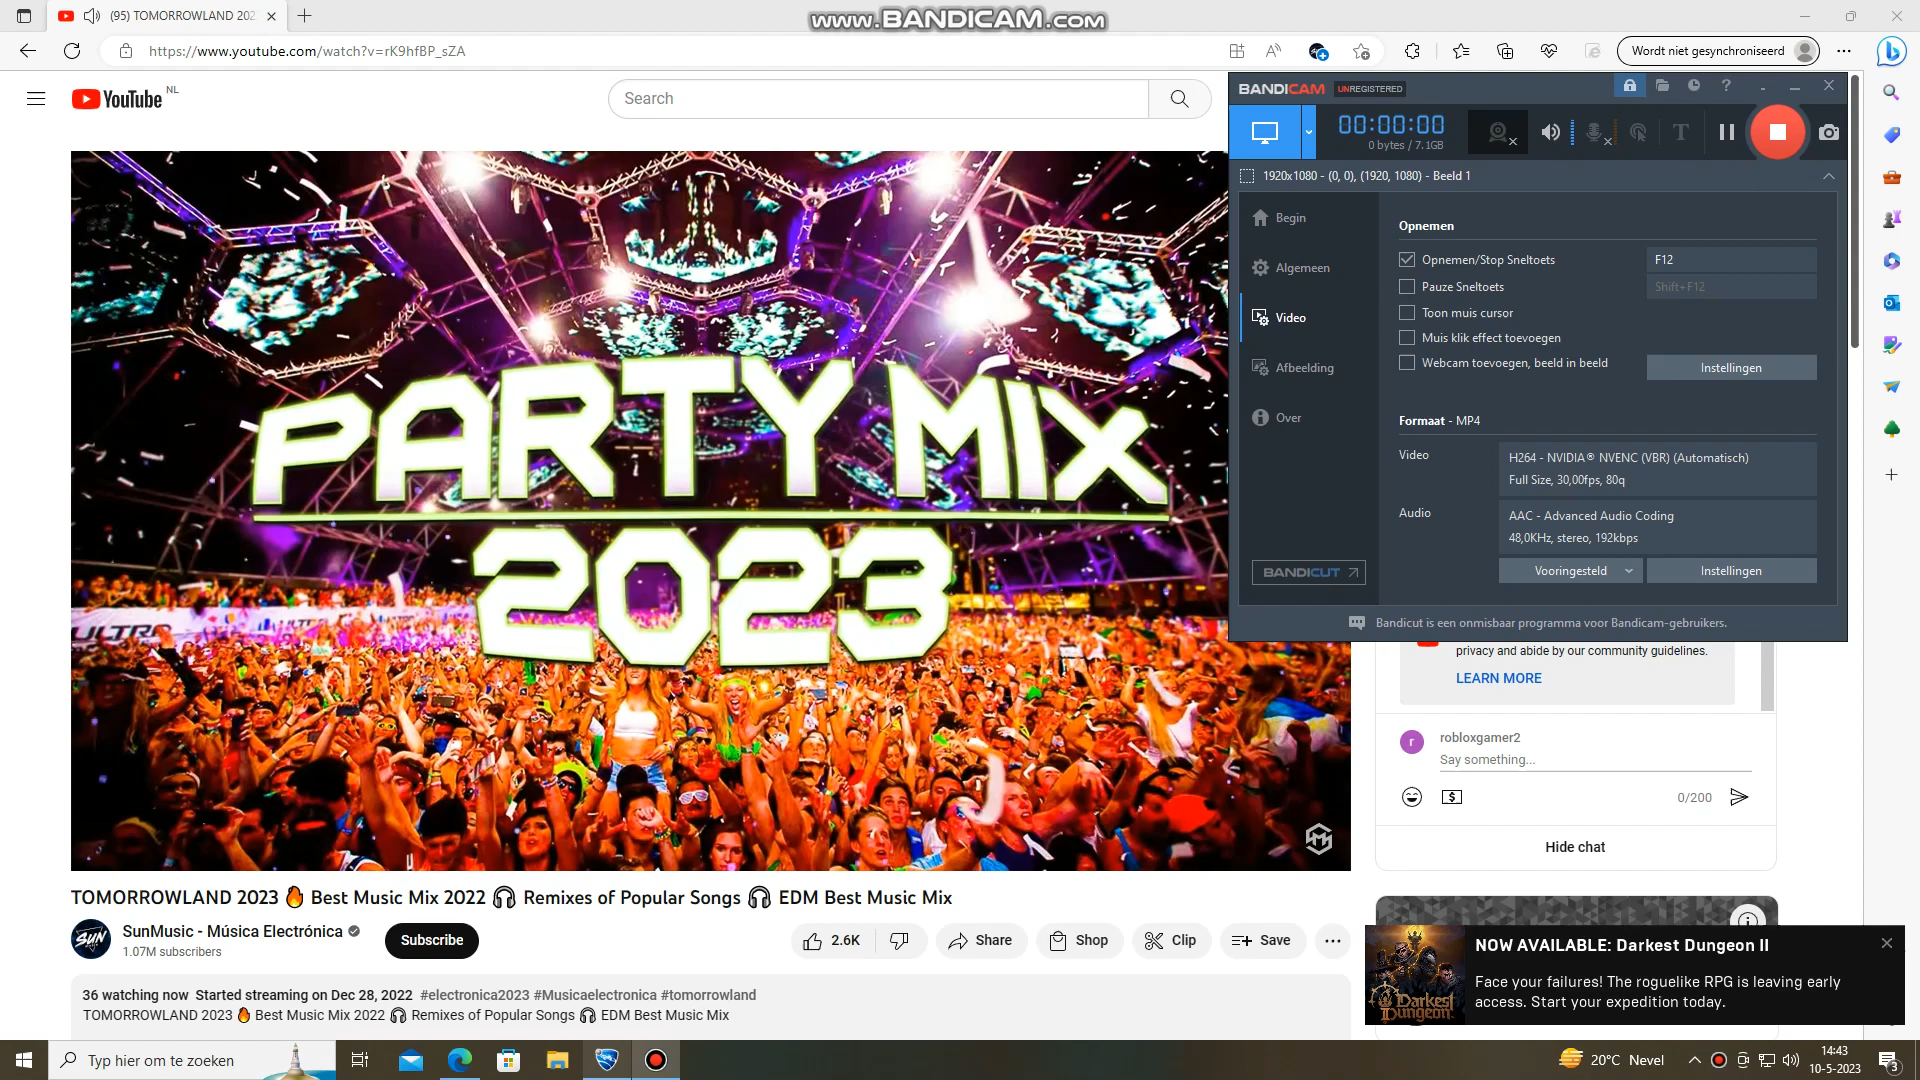 (95) TOMORROWLAND 202
www.BANDICAM.com
https://www.youtube.com/watch?v=rK9hfBP_sZA
Wordt niet gesynchroniseerd
YouTube NL
Search
BANDICAM UNREGISTERED
00:00:00
0 bytes / 7.1GB
1920x1080 - (0, 0), (1920, 1080) - Beeld 1
Begin
Algemeen
Video
Afbeelding
Over
BANDICUT
Opnemen
Opnemen/Stop Sneltoets F12
Pauze Sneltoets Shift+F12
Toon muis cursor
Muis klik effect toevoegen
Webcam toevoegen, beeld in beeld Instellingen
Formaat - MP4
Video H264 - NVIDIA® NVENC (VBR) (Automatisch)
Full Size, 30,00fps, 80q
Audio AAC - Advanced Audio Coding
48,0KHz, stereo, 192kbps
Vooringesteld Instellingen
Bandicut is een onmisbaar programma voor Bandicam-gebruikers.
PARTY MIX
2023
ULTRA
privacy and abide by our community guidelines.
LEARN MORE
r robloxgamer2
Say something...
0/200
Hide chat
TOMORROWLAND 2023 🔥 Best Music Mix 2022 🎧 Remixes of Popular Songs 🎧 EDM Best Music Mix
SUN SunMusic - Música Electrónica
1.07M subscribers
Subscribe
2.6K Share Shop Clip Save
36 watching now Started streaming on Dec 28, 2022 #electronica2023 #Musicaelectronica #tomorrowland
TOMORROWLAND 2023 🔥 Best Music Mix 2022 🎧 Remixes of Popular Songs 🎧 EDM Best Music Mix
Darkest Dungeon
NOW AVAILABLE: Darkest Dungeon II
Face your failures! The roguelike RPG is leaving early
access. Start your expedition today.
Typ hier om te zoeken
20°C Nevel
14:43
10-5-2023
3